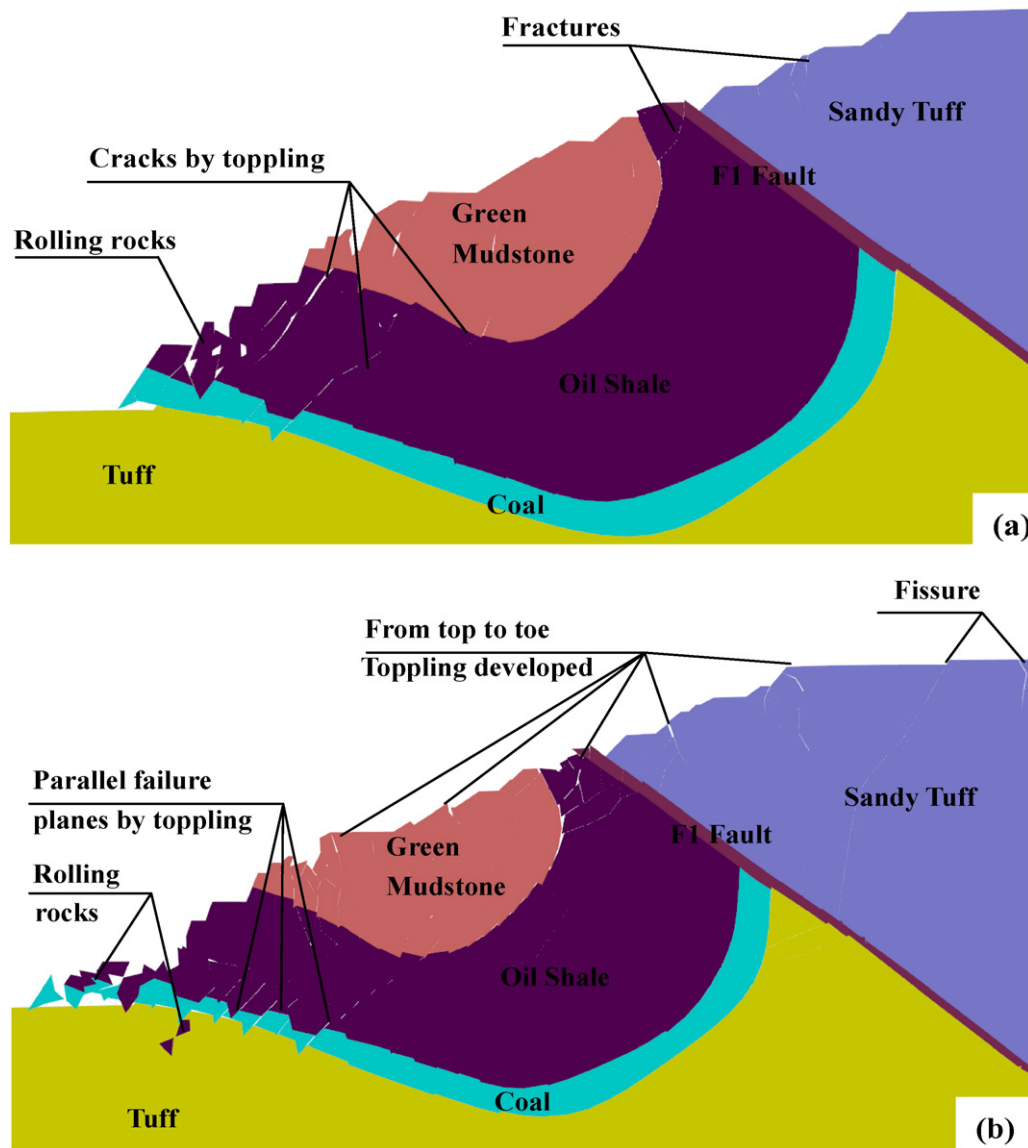 Fractures
Sandy Tuff
Cracks by toppling
F1 Fault
Green
Mudstone
Rolling rocks
Oil Shale
Tuff
Coal
(a)
Fissure
From top to toe
Toppling developed
Parallel failure
planes by toppling
Sandy Tuff
F1 Fault
Green
Mudstone
Rolling
rocks
Oil Shale
Coal
Tuff
(b)